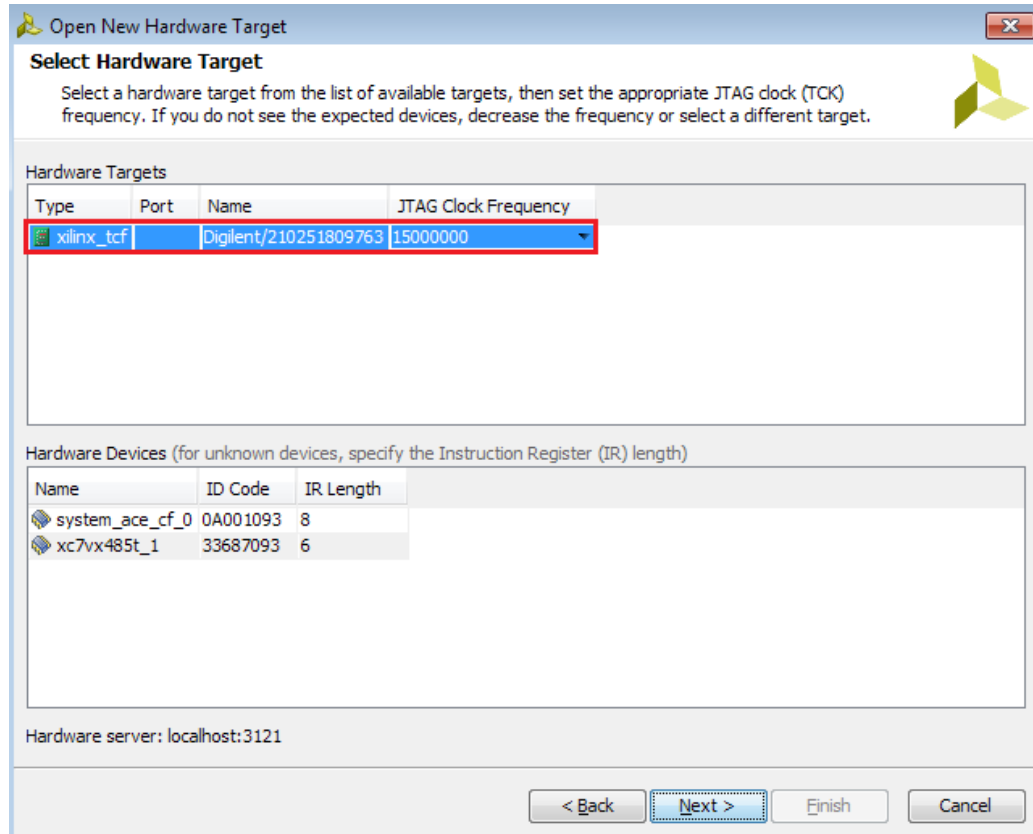 Open New Hardware Target
Select Hardware Target
Select a hardware target from the list of available targets, then set the appropriate JTAG clock (TCK)
frequency. If you do not see the expected devices, decrease the frequency or select a different target.
Hardware Targets
Type Port Name JTAG Clock Frequency
xilinx_tcf Digilent/210251809763 15000000
Hardware Devices (for unknown devices, specify the Instruction Register (IR) length)
Name ID Code IR Length
system_ace_cf_0 0A001093 8
xc7vx485t_1 33687093 6
Hardware server: localhost:3121
< Back Next > Finish Cancel